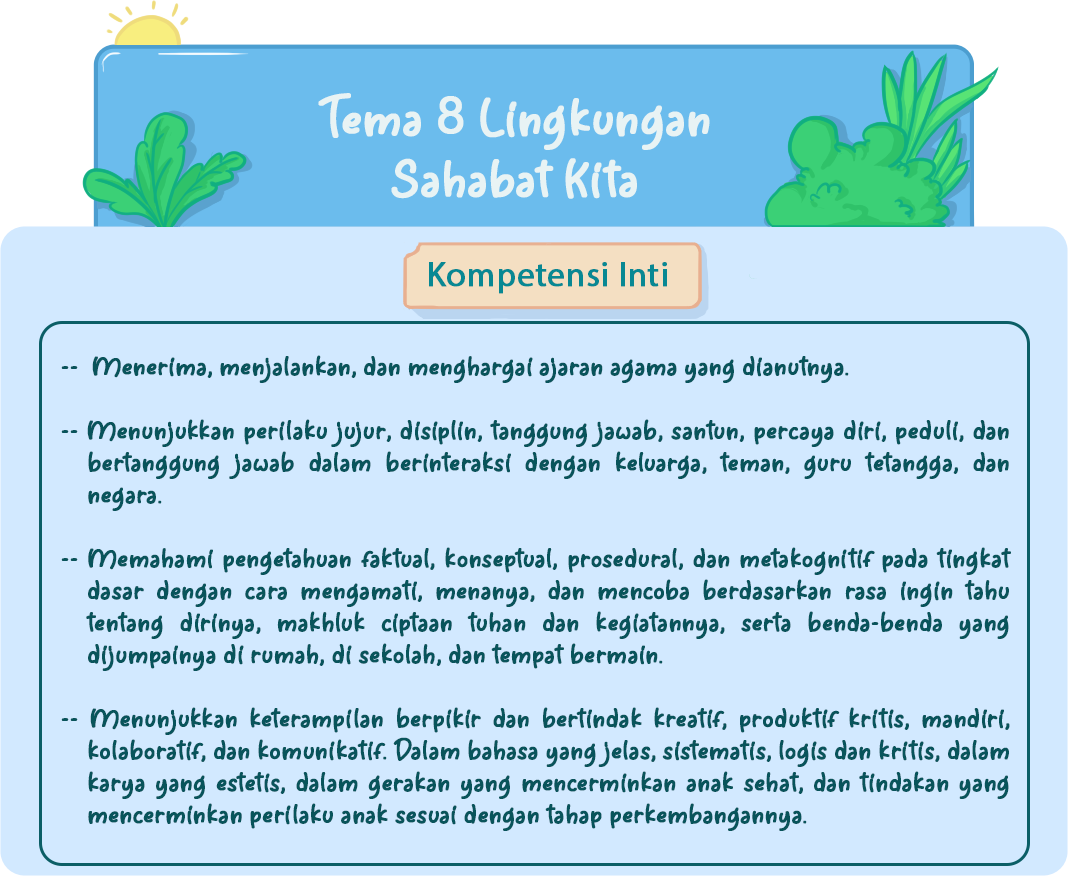 Tema 8 Lingkungan
Sahabat Kita
Kompetensi Inti
-- Menerima, menjalankan, dan menghargai ajaran agama yang dianutnya.
-- Menunjukkan perilaku jujur, disiplin, tanggung jawab, santun, percaya diri, peduli, dan
bertanggung jawab dalam berinteraksi dengan keluarga, teman, guru tetangga, dan
negara.
-- Memahami pengetahuan faktual, konseptual, prosedural, dan metakognitif pada tingkat
dasar dengan cara mengamati, menanya, dan mencoba berdasarkan rasa ingin tahu
tentang dirinya, makhluk ciptaan tuhan dan kegiatannya, serta benda-benda yang
dijumpainya di rumah, di sekolah, dan tempat bermain.
-- Menunjukkan keterampilan berpikir dan bertindak kreatif, produktif kritis, mandiri,
kolaboratif, dan komunikatif. Dalam bahasa yang jelas, sistematis, logis dan kritis, dalam
karya yang estetis, dalam gerakan yang mencerminkan anak sehat, dan tindakan yang
mencerminkan perilaku anak sesuai dengan tahap perkembangannya.